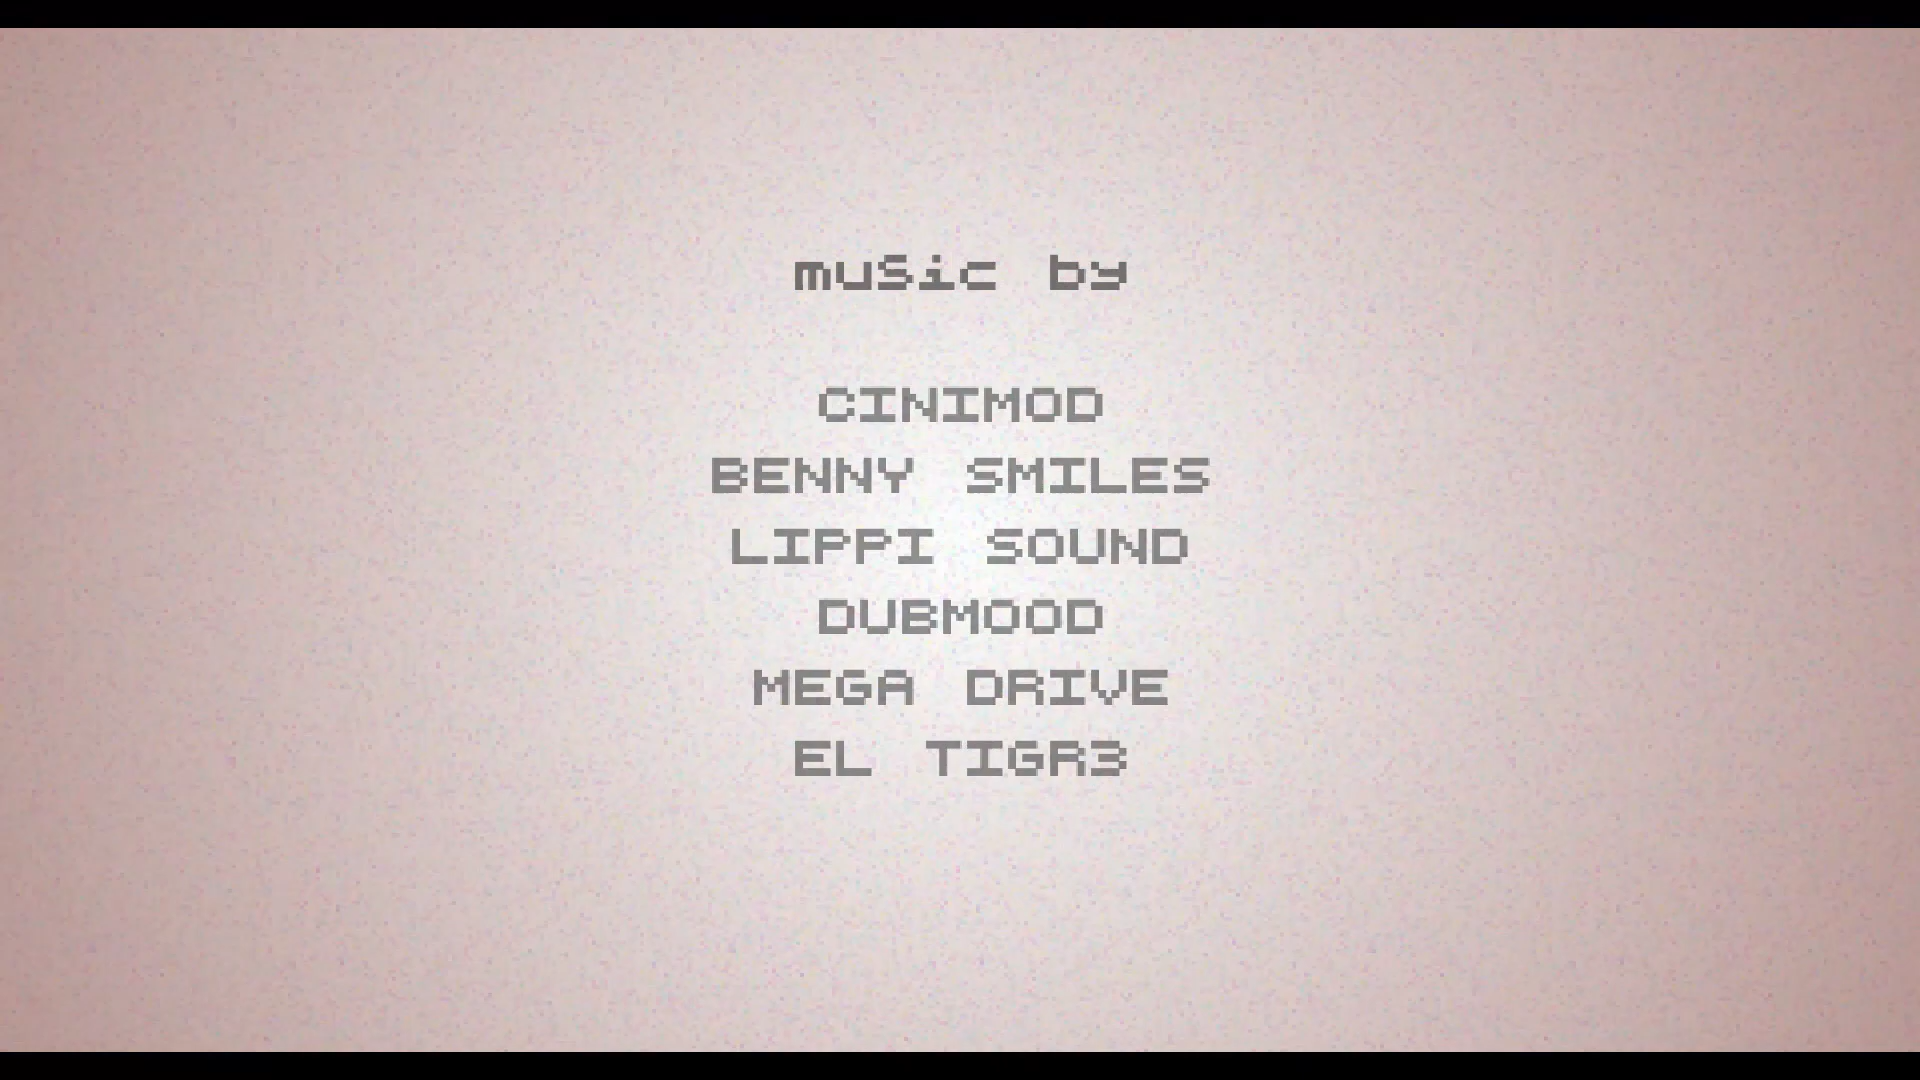 music by
CINIMOD
BENNY SMILES
LIPPI SOUND
DUBMOOD
MEGA DRIVE
EL TIGR3